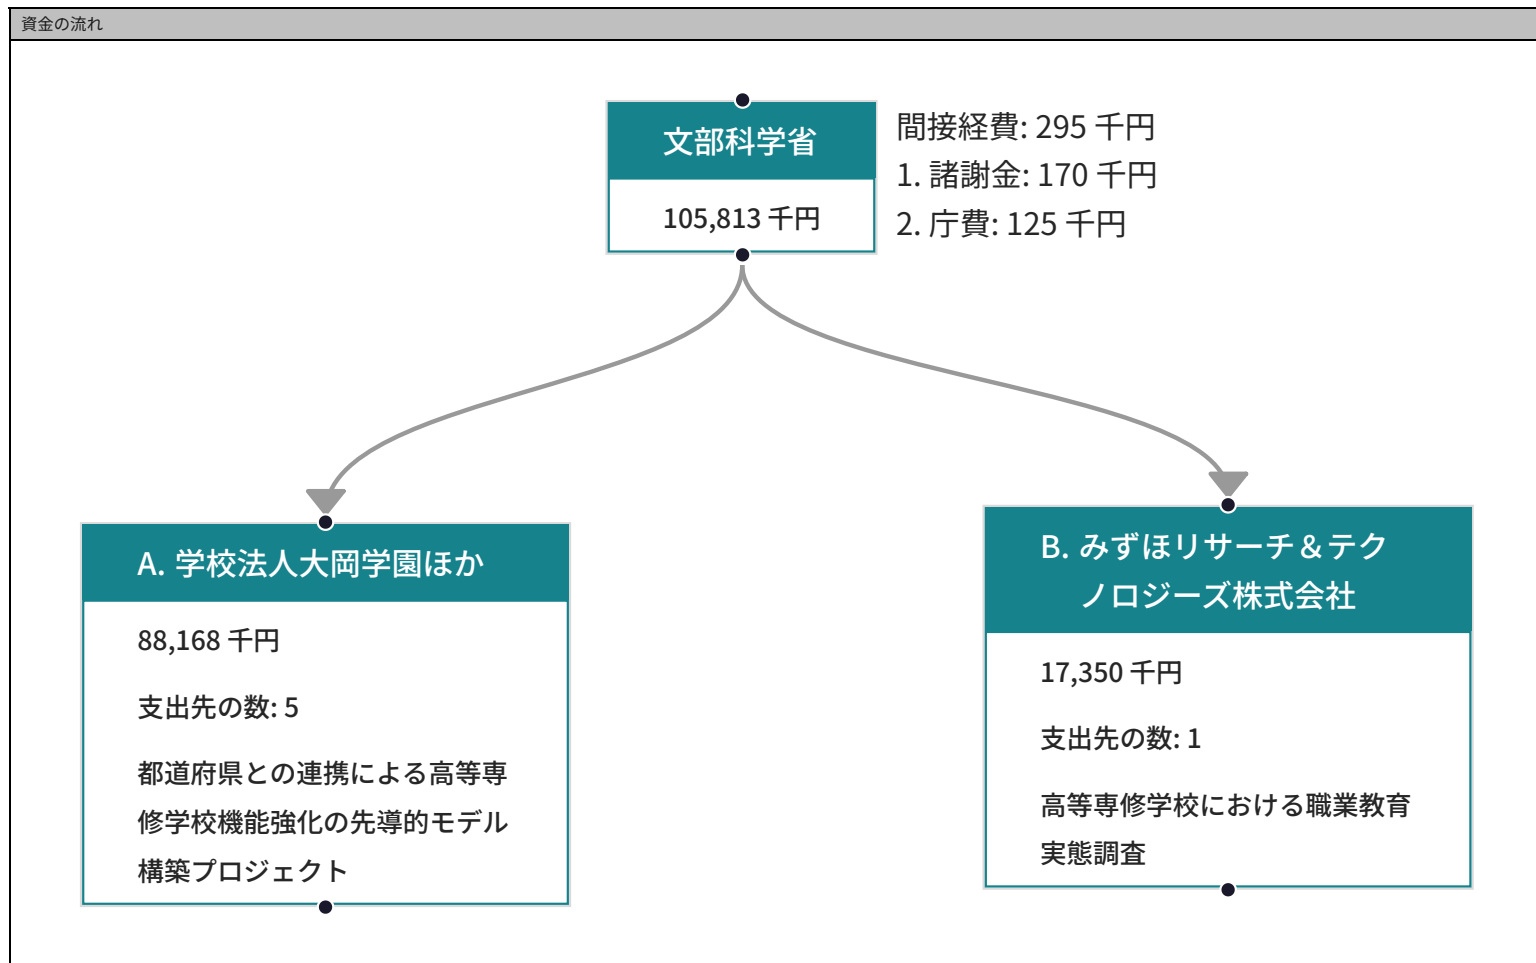 資金の流れ
文部科学省
105,813 千円
間接経費: 295 千円
1. 諸謝金: 170 千円
2. 庁費: 125 千円
A. 学校法人大岡学園ほか
88,168 千円
支出先の数: 5
都道府県との連携による高等専
修学校機能強化の先導的モデル
構築プロジェクト
B. みずほリサーチ＆テク
ノロジーズ株式会社
17,350 千円
支出先の数: 1
高等専修学校における職業教育
実態調査